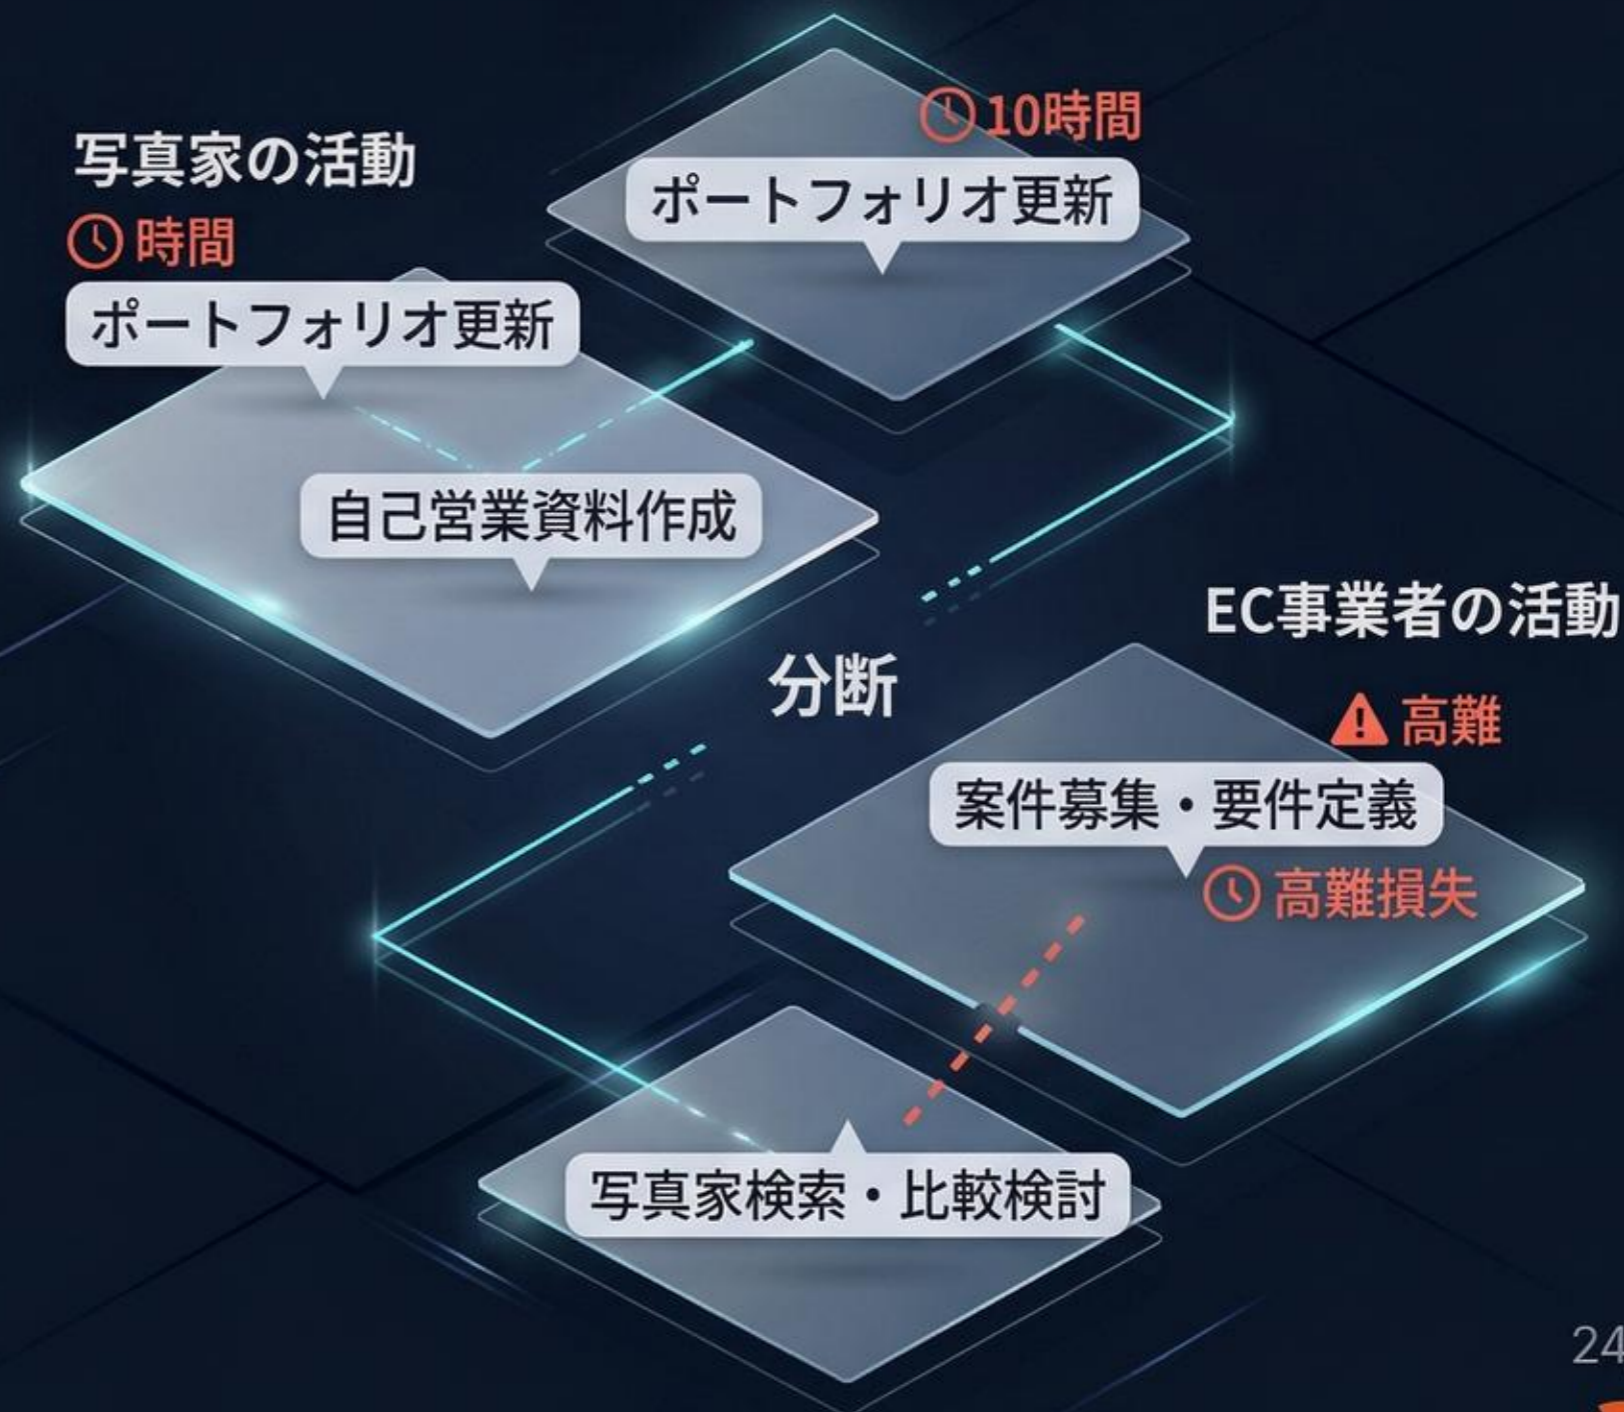 10時間
ポートフォリオ更新
写真家の活動
時間
ポートフォリオ更新
自己営業資料作成
分断
EC事業者の活動
高難
案件募集・要件定義
高難損失
写真家検索・比較検討
24